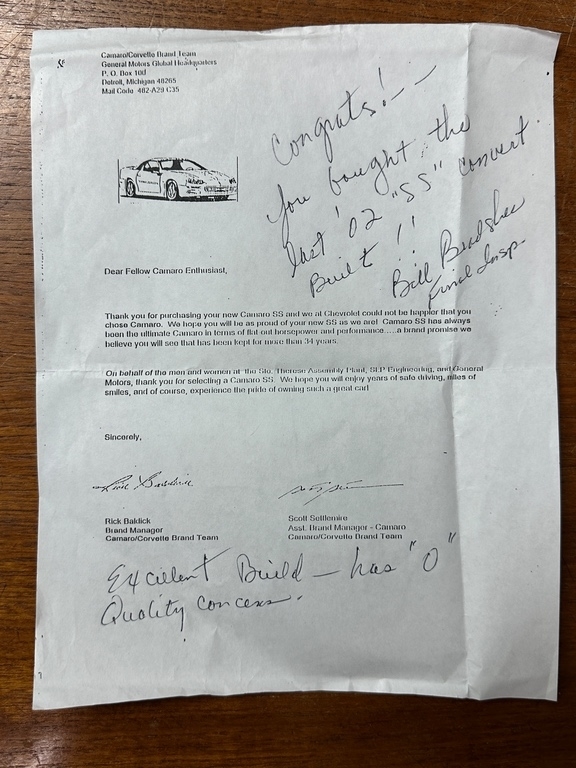 Camaro/Corvette Brand Team
General Motors Global Headquarters
P. O. Box 100
Detroit, Michigan 48265
Mail Code 482-A29 C35
Congrats!--
You bought the
last '02 "SS" convert.
Built!!
Bill Bradshaw
Final Insp.
Dear Fellow Camaro Enthusiast,
Thank you for purchasing your new Camaro SS and we at Chevrolet could not be happier that you
chose Camaro. We hope you will be as proud of your new SS as we are! Camaro SS has always
been the ultimate Camaro in terms of flat-out horsepower and performance.....a brand promise we
believe you will see that has been kept for more than 34 years.
On behalf of the men and women at the Ste. Therese Assembly Plant, SLP Engineering, and General
Motors, thank you for selecting a Camaro SS. We hope you will enjoy years of safe driving, miles of
smiles, and of course, experience the pride of owning such a great car!
Sincerely,
Rick Baldick
Rick Baldick
Brand Manager
Camaro/Corvette Brand Team
Scott Settlemire
Asst. Brand Manager - Camaro
Camaro/Corvette Brand Team
Excellent Build - has "0"
Quality concerns.